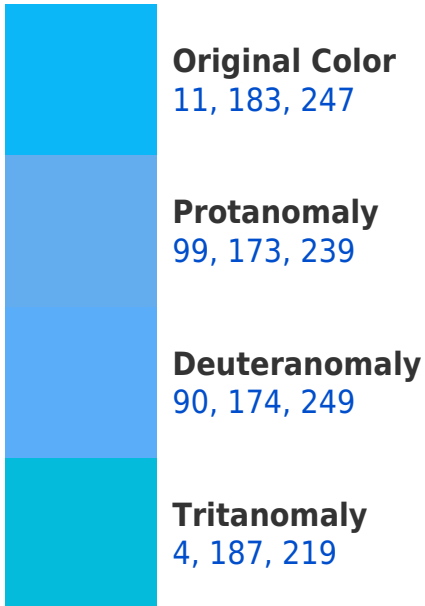 Original Color
11, 183, 247
Protanomaly
99, 173, 239
Deuteranomaly
90, 174, 249
Tritanomaly
4, 187, 219